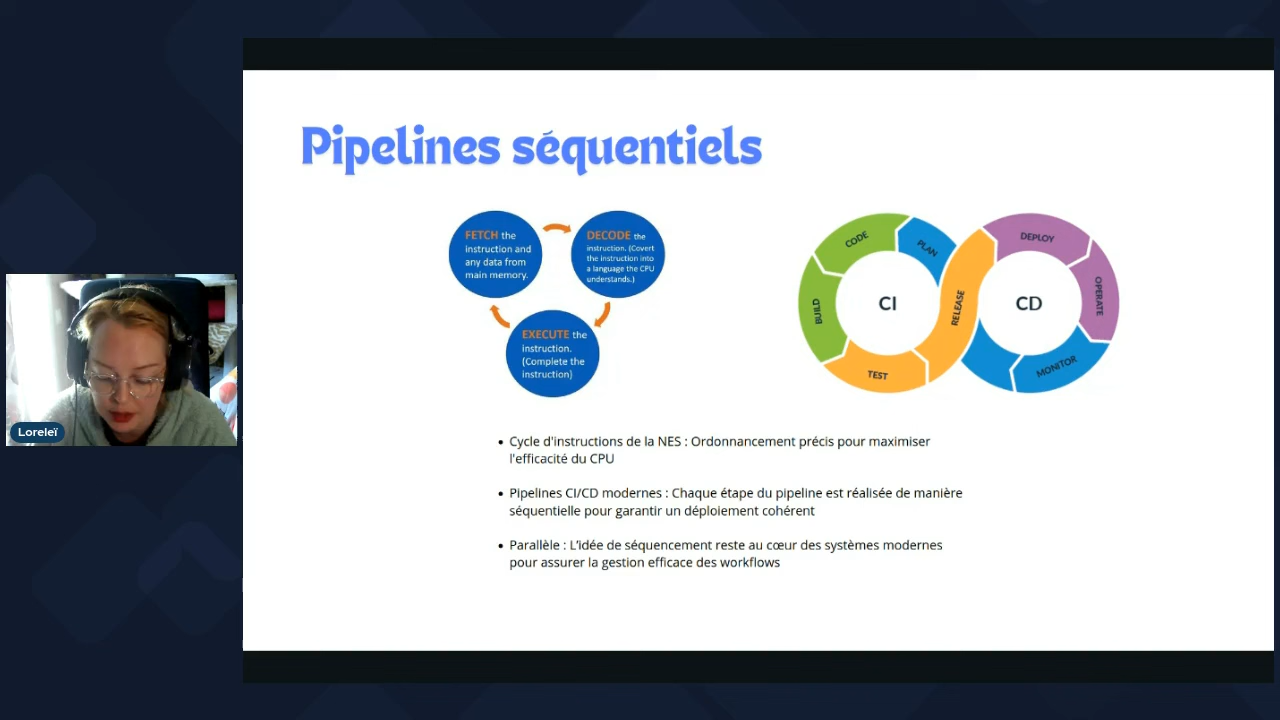 Pipelines séquentiels
FETCH the
instruction and
any data from
main memory.
DECODE the
instruction. (Covert
the instruction into
a language the CPU
understands.)
EXECUTE the
instruction.
(Complete the
instruction)
CODE
PLAN
BUILD
CI
TEST
RELEASE
DEPLOY
CD
OPERATE
MONITOR
• Cycle d'instructions de la NES : Ordonnancement précis pour maximiser
l'efficacité du CPU
• Pipelines CI/CD modernes : Chaque étape du pipeline est réalisée de manière
séquentielle pour garantir un déploiement cohérent
• Parallèle : L'idée de séquencement reste au cœur des systèmes modernes
pour assurer la gestion efficace des workflows
Loreleï